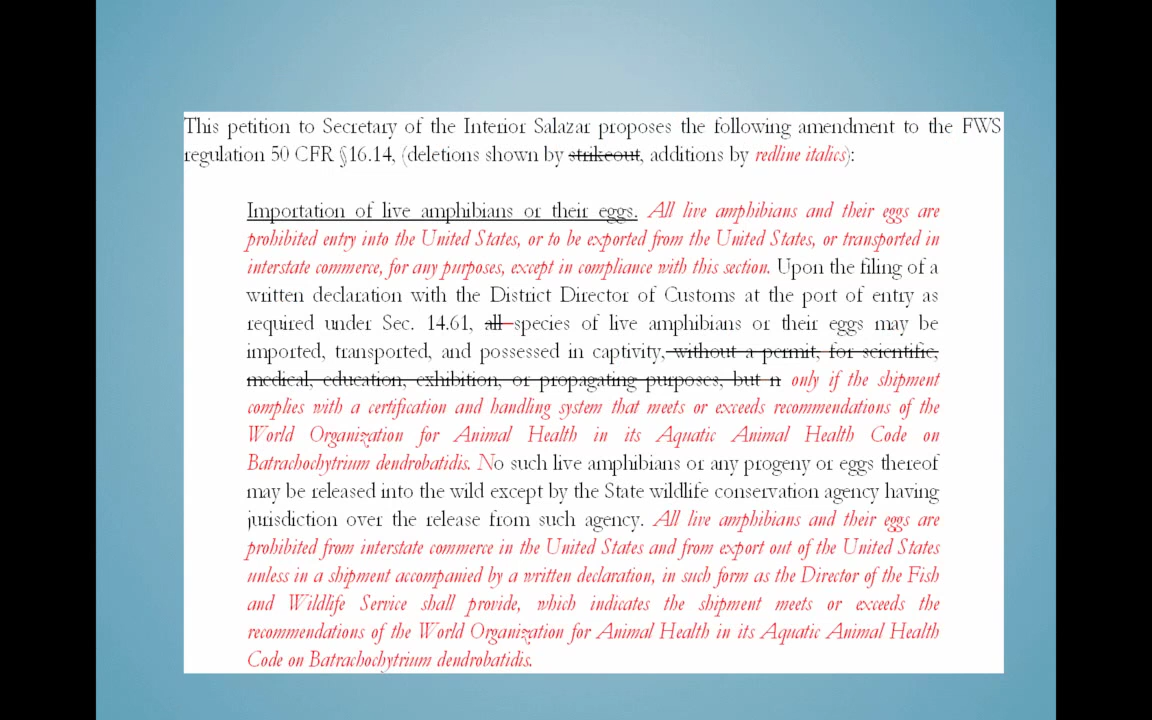 This petition to Secretary of the Interior Salazar proposes the following amendment to the FWS
regulation 50 CFR §16.14, (deletions shown by strikeout, additions by redline italics):
Importation of live amphibians or their eggs. All live amphibians and their eggs are
prohibited entry into the United States, or to be exported from the United States, or transported in
interstate commerce, for any purposes, except in compliance with this section. Upon the filing of a
written declaration with the District Director of Customs at the port of entry as
required under Sec. 14.61, all species of live amphibians or their eggs may be
imported, transported, and possessed in captivity, without a permit, for scientific,
medical, education, exhibition, or propagating purposes, but n only if the shipment
complies with a certification and handling system that meets or exceeds recommendations of the
World Organization for Animal Health in its Aquatic Animal Health Code on
Batrachochytrium dendrobatidis. No such live amphibians or any progeny or eggs thereof
may be released into the wild except by the State wildlife conservation agency having
jurisdiction over the release from such agency. All live amphibians and their eggs are
prohibited from interstate commerce in the United States and from export out of the United States
unless in a shipment accompanied by a written declaration, in such form as the Director of the Fish
and Wildlife Service shall provide, which indicates the shipment meets or exceeds the
recommendations of the World Organization for Animal Health in its Aquatic Animal Health
Code on Batrachochytrium dendrobatidis.